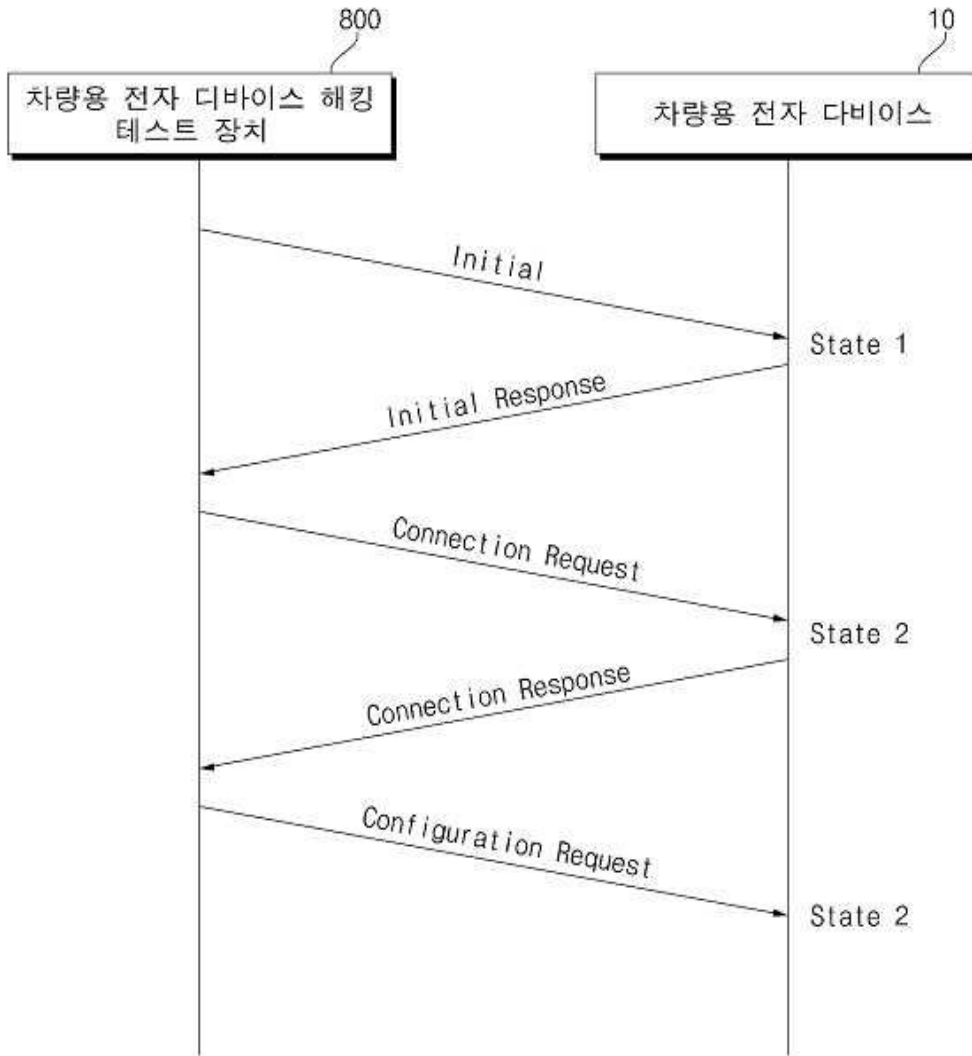 800
10
차량용 전자 디바이스 해킹
테스트 장치
차량용 전자 다비이스
Initial
State 1
Initial Response
Connection Request
State 2
Connection Response
Configuration Request
State 2